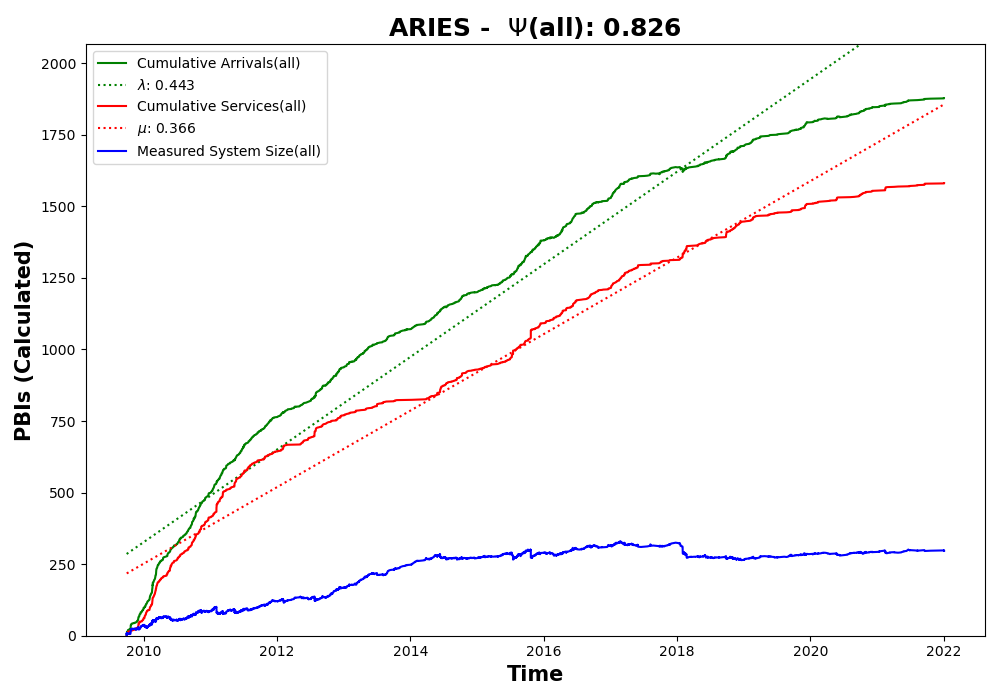 ARIES -  Ψ(all): 0.826
Cumulative Arrivals(all)
λ: 0.443
Cumulative Services(all)
μ: 0.366
Measured System Size(all)
PBIs (Calculated)
2000
1750
1500
1250
1000
750
500
250
0
2010 2012 2014 2016 2018 2020 2022
Time